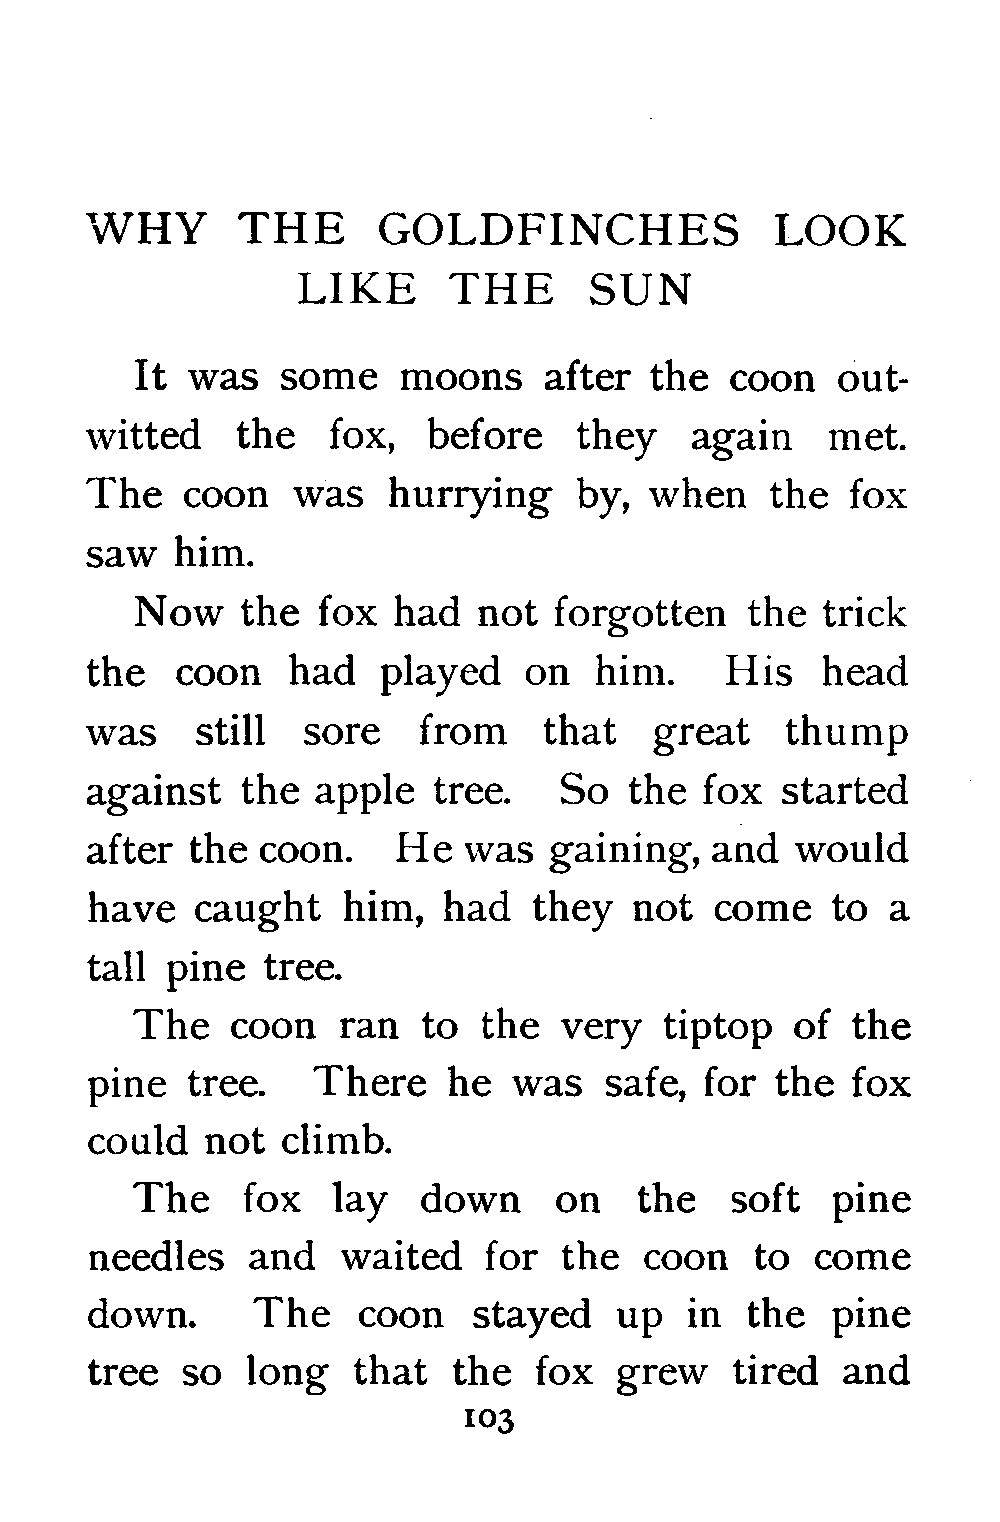 WHY THE GOLDFINCHES LOOK
LIKE THE SUN
It was some moons after the coon out-
witted the fox, before they again met.
The coon was hurrying by, when the fox
saw him.
Now the fox had not forgotten the trick
the coon had played on him. His head
was still sore from that great thump
against the apple tree. So the fox started
after the coon. He was gaining, and would
have caught him, had they not come to a
tall pine tree.
The coon ran to the very tiptop of the
pine tree. There he was safe, for the fox
could not climb.
The fox lay down on the soft pine
needles and waited for the coon to come
down. The coon stayed up in the pine
tree so long that the fox grew tired and
103